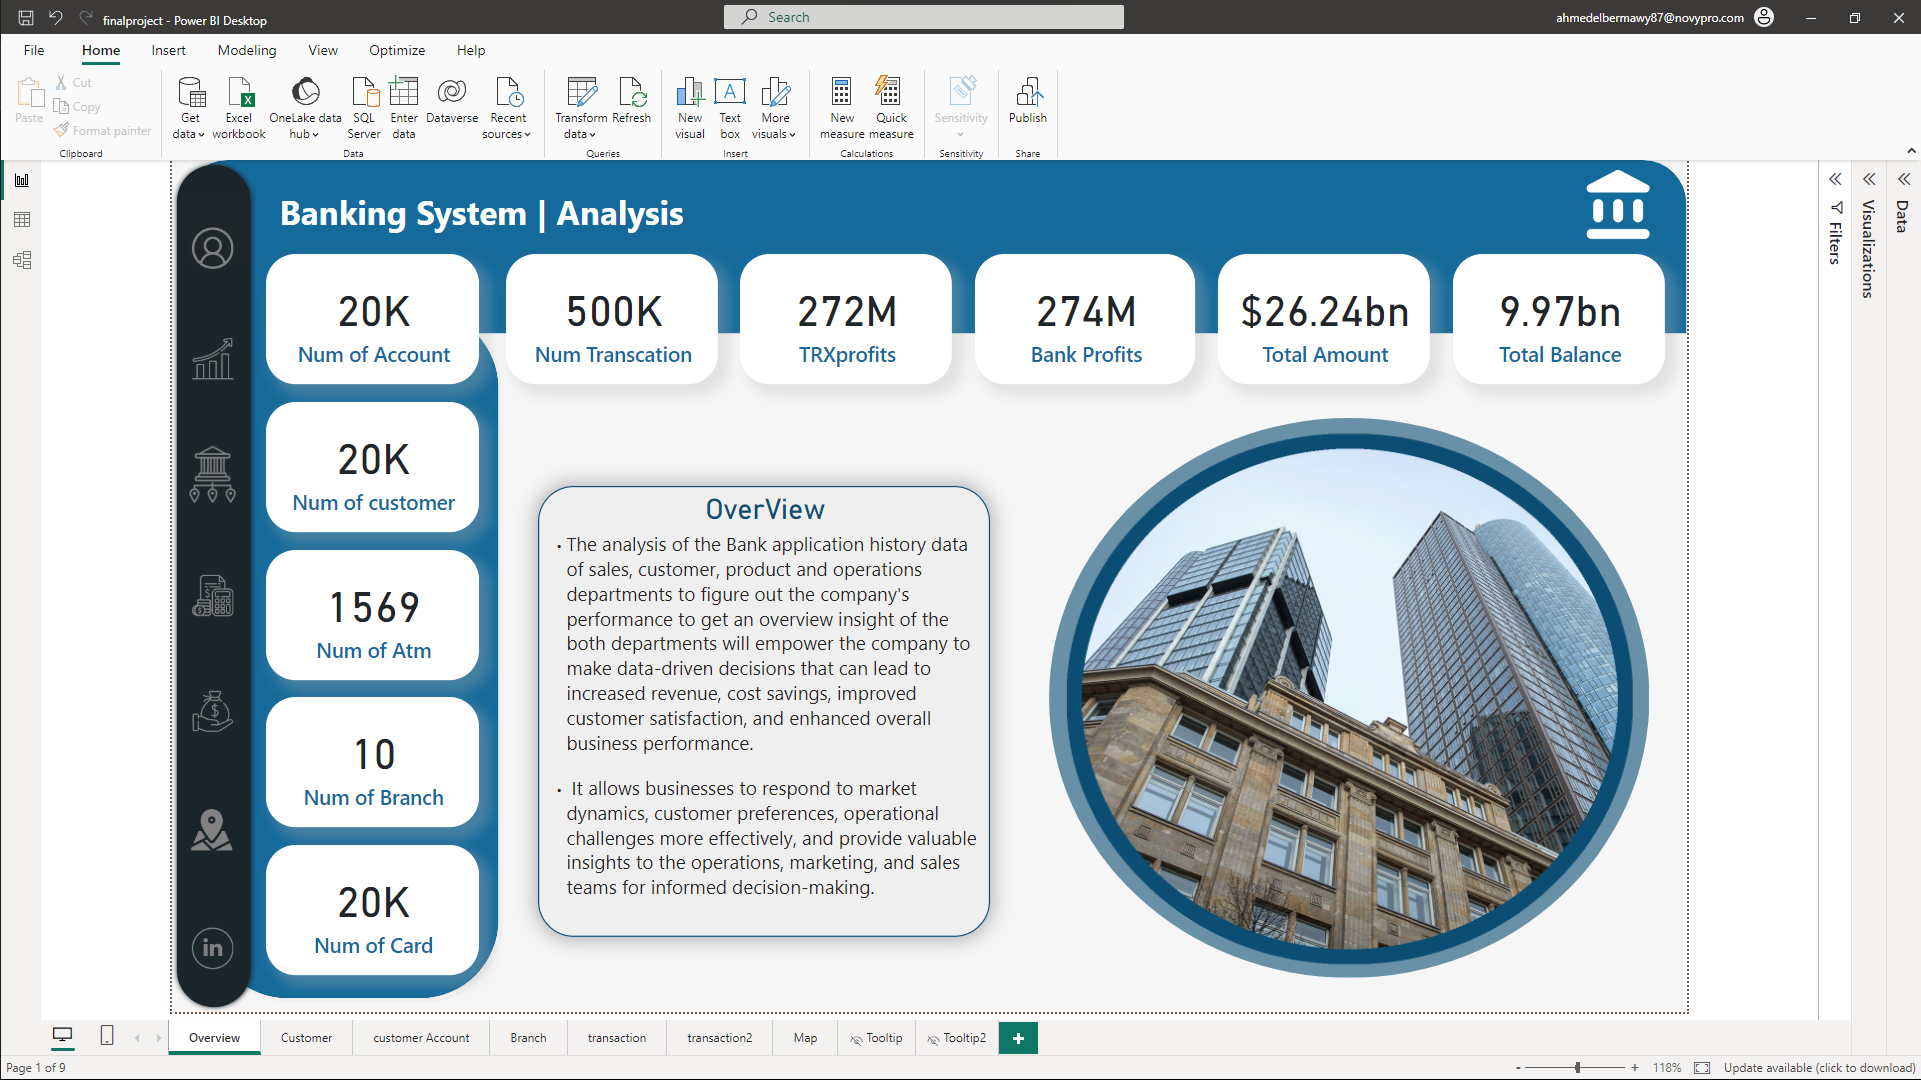 finalproject - Power BI Desktop
Search
ahmedelbermawy87@novypro.com
File Home Insert Modeling View Optimize Help
Paste
Cut
Copy
Format painter
Clipboard
Get data
Excel workbook
OneLake data hub
SQL Server
Enter data
Dataverse
Recent sources
Data
Transform data
Refresh
Queries
New visual
Text box
More visuals
Insert
New measure
Quick measure
Calculations
Sensitivity
Sensitivity
Publish
Share
Banking System | Analysis
20K
Num of Account
500K
Num Transcation
272M
TRXprofits
274M
Bank Profits
$26.24bn
Total Amount
9.97bn
Total Balance
20K
Num of customer
1569
Num of Atm
10
Num of Branch
20K
Num of Card
in
OverView
• The analysis of the Bank application history data
of sales, customer, product and operations
departments to figure out the company's
performance to get an overview insight of the
both departments will empower the company to
make data-driven decisions that can lead to
increased revenue, cost savings, improved
customer satisfaction, and enhanced overall
business performance.
• It allows businesses to respond to market
dynamics, customer preferences, operational
challenges more effectively, and provide valuable
insights to the operations, marketing, and sales
teams for informed decision-making.
Filters
Visualizations
Data
Overview Customer customer Account Branch transaction transaction2 Map Tooltip Tooltip2 +
Page 1 of 9
- + 118% Update available (click to download)